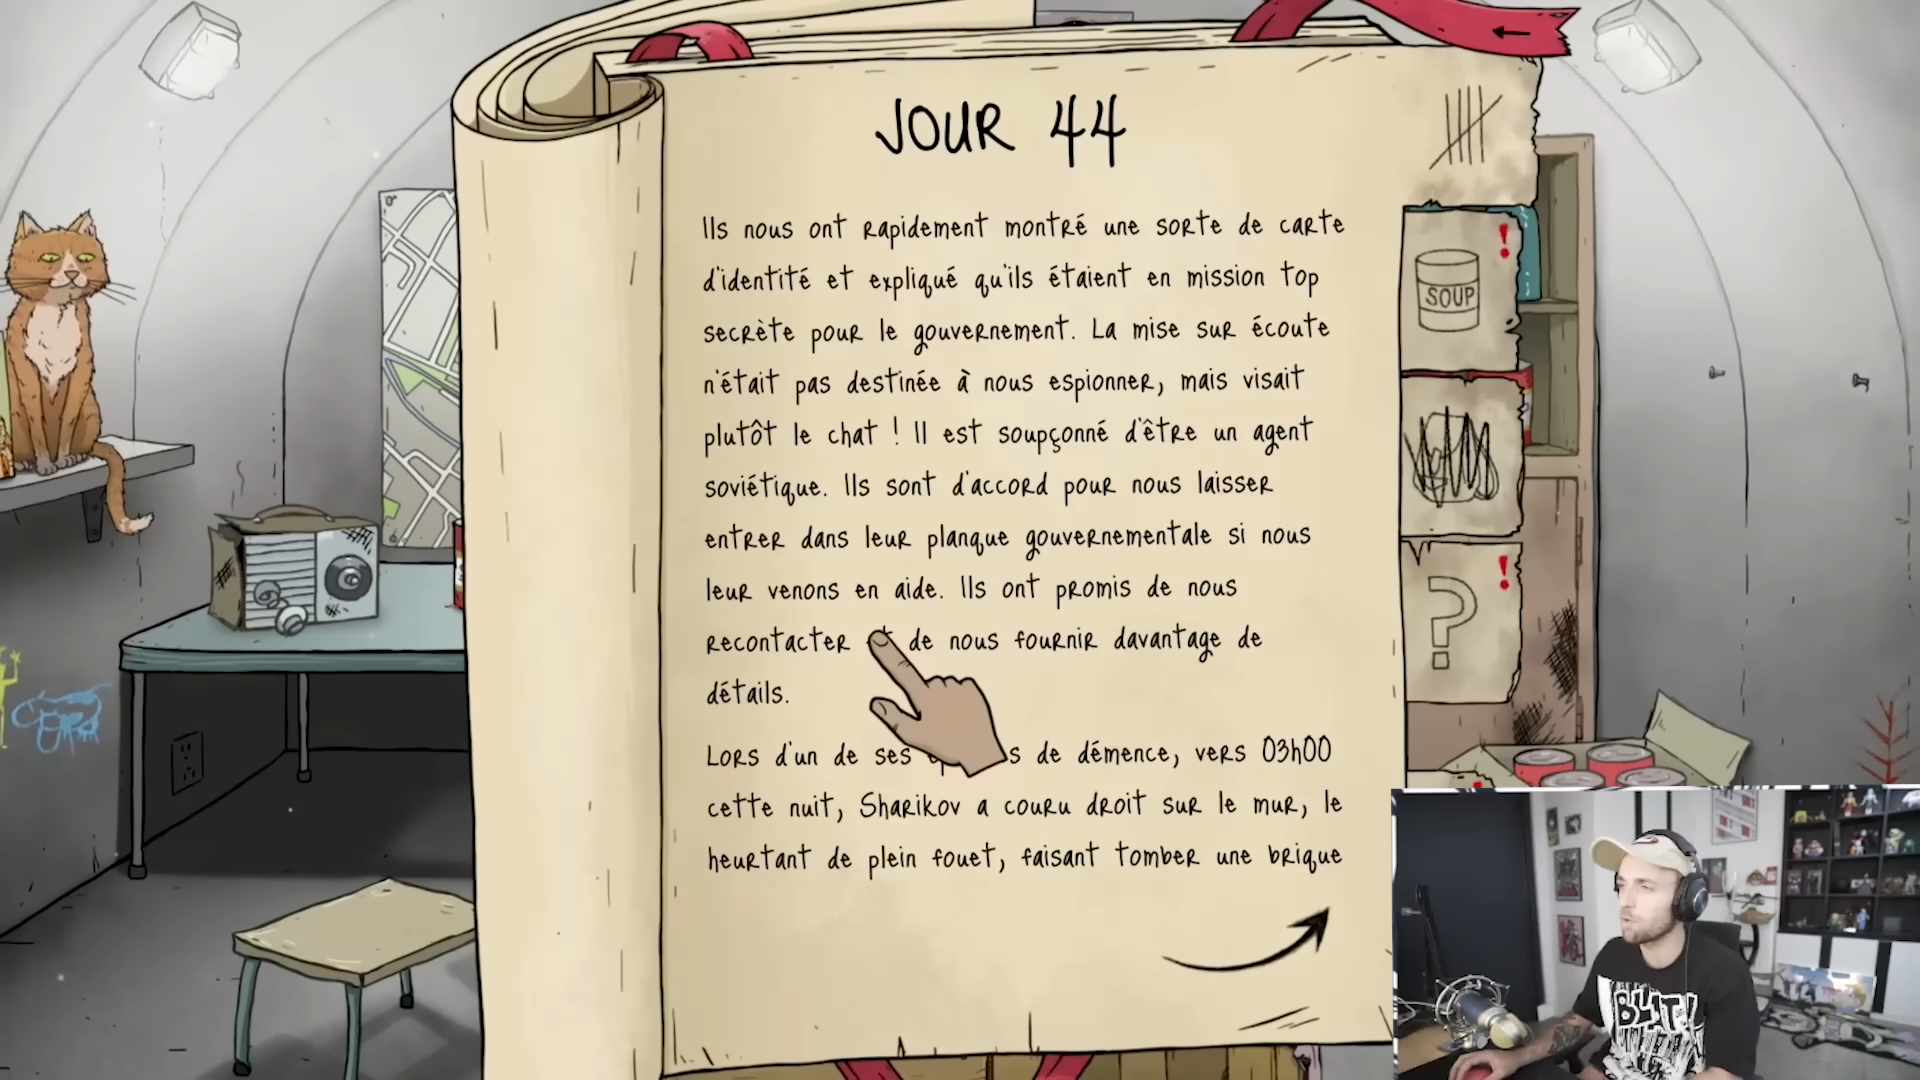 JOUR 44
Ils nous ont rapidement montré une sorte de carte
d'identité et expliqué qu'ils étaient en mission top
secrète pour le gouvernement. La mise sur écoute
n'était pas destinée à nous espionner, mais visait
plutôt le chat ! Il est soupçonné d'être un agent
soviétique. Ils sont d'accord pour nous laisser
entrer dans leur planque gouvernementale si nous
leur venons en aide. Ils ont promis de nous
recontacter de nous fournir davantage de
détails.
Lors d'un de ses de démence, vers 03h00
cette nuit, Sharikov a couru droit sur le mur, le
heurtant de plein fouet, faisant tomber une brique
!
SOUP
!
?